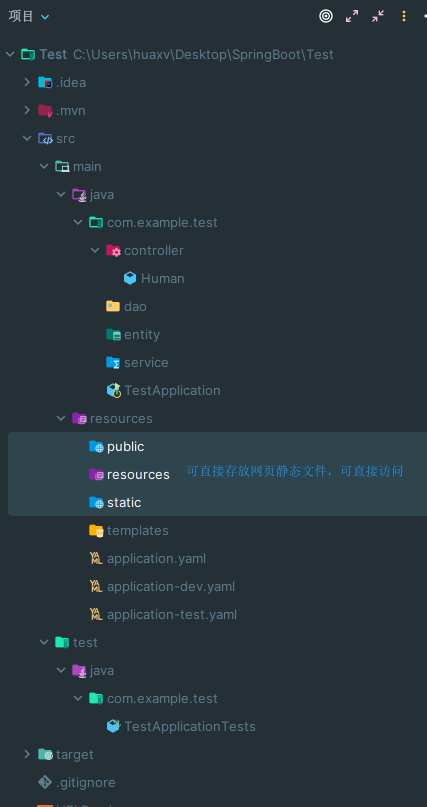 项目
Test C:\Users\huaxv\Desktop\SpringBoot\Test
.idea
.mvn
src
main
java
com.example.test
controller
Human
dao
entity
service
TestApplication
resources
public
resources 可直接存放网页静态文件，可直接访问
static
templates
application.yaml
application-dev.yaml
application-test.yaml
test
java
com.example.test
TestApplicationTests
target
.gitignore